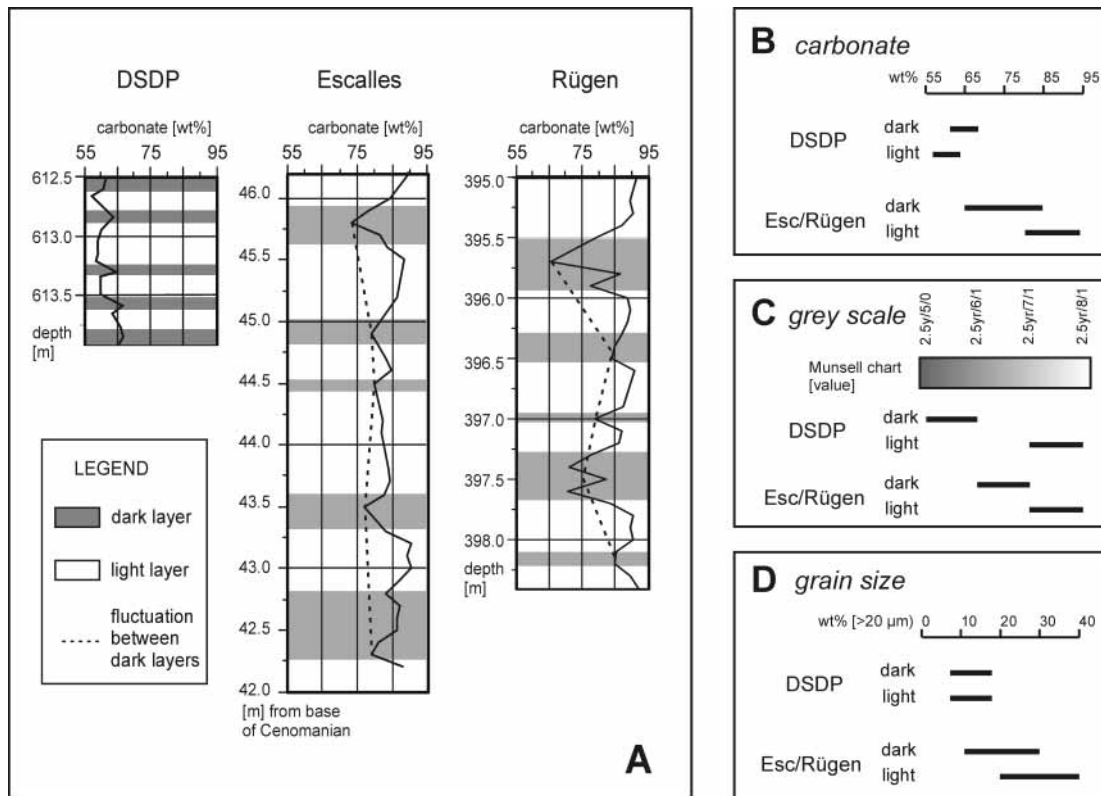 DSDP
carbonate [wt%]
55 75 95
612.5
613.0
613.5
depth
[m]
Escalles
carbonate [wt%]
55 75 95
46.0
45.5
45.0
44.5
44.0
43.5
43.0
42.5
42.0
[m] from base
of Cenomanian
Rügen
carbonate [wt%]
55 75 95
395.0
395.5
396.0
396.5
397.0
397.5
398.0
depth
[m]
LEGEND
dark layer
light layer
fluctuation
between
dark layers
A
B carbonate
wt% 55 65 75 85 95
DSDP
dark
light
Esc/Rügen
dark
light
C grey scale
2.5y/5/0
2.5yr/6/1
2.5yr/7/1
2.5yr/8/1
Munsell chart
[value]
DSDP
dark
light
Esc/Rügen
dark
light
D grain size
wt% [>20 µm) 0 10 20 30 40
DSDP
dark
light
Esc/Rügen
dark
light